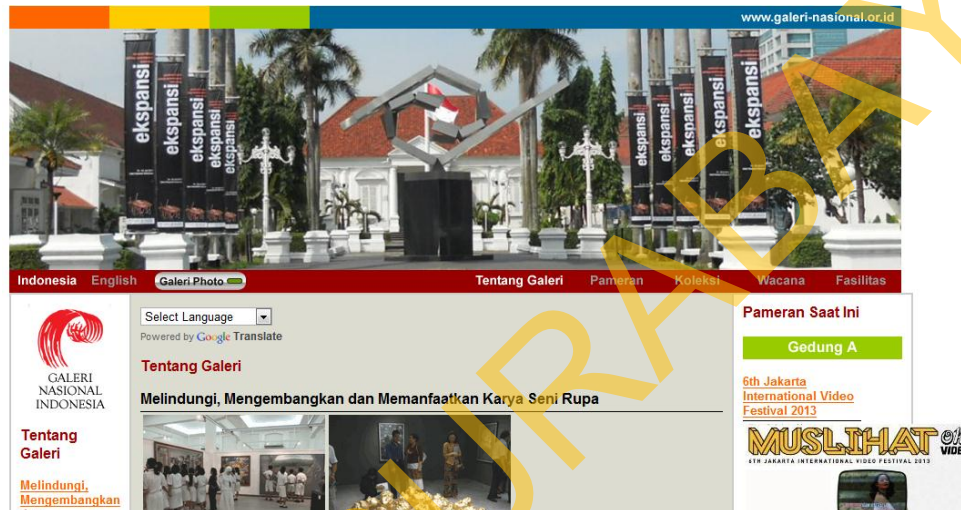 www.galeri-nasional.or.id
ekspansi
ekspansi
ekspansi
ekspansi
ekspansi
ekspansi
ekspansi
ekspansi
ekspansi
ekspansi
Indonesia English Galeri Photo Tentang Galeri Pameran Koleksi Wacana Fasilitas
GALERI
NASIONAL
INDONESIA
Tentang
Galeri
Melindungi,
Mengembangkan
Select Language
Powered by Google Translate
Tentang Galeri
Melindungi, Mengembangkan dan Memanfaatkan Karya Seni Rupa
Pameran Saat Ini
Gedung A
6th Jakarta
International Video
Festival 2013
MUSLIHAT OK
VIDEO
6TH JAKARTA INTERNATIONAL VIDEO FESTIVAL 2013
URABAY